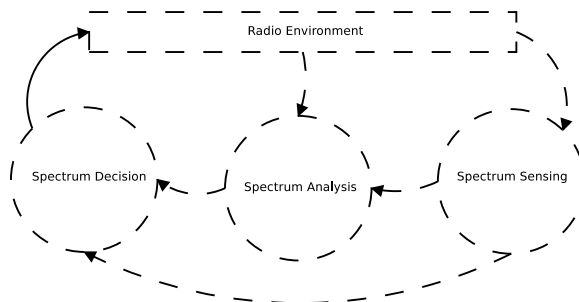 Radio Environment
Spectrum Decision
Spectrum Analysis
Spectrum Sensing